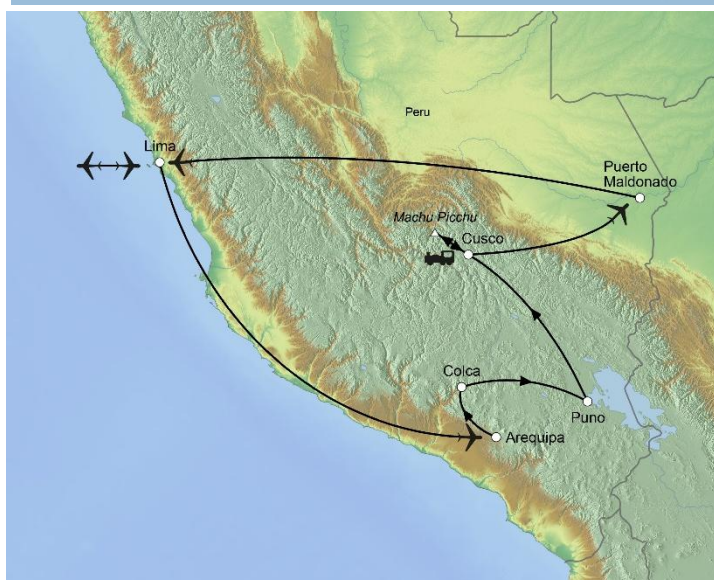 Peru
Lima
Puerto
Maldonado
Machu Picchu
Cusco
Colca
Puno
Arequipa